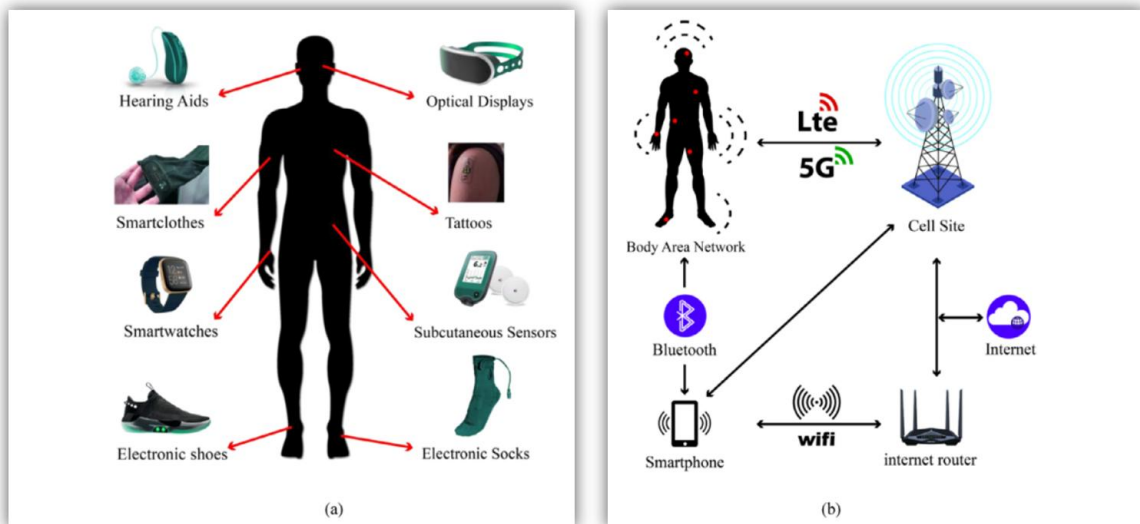 Hearing Aids
Optical Displays
Smartclothes
Tattoos
Smartwatches
Subcutaneous Sensors
Electronic shoes
Electronic Socks
(a)
Lte
5G
Body Area Network
Cell Site
Bluetooth
Internet
wifi
Smartphone
internet router
(b)